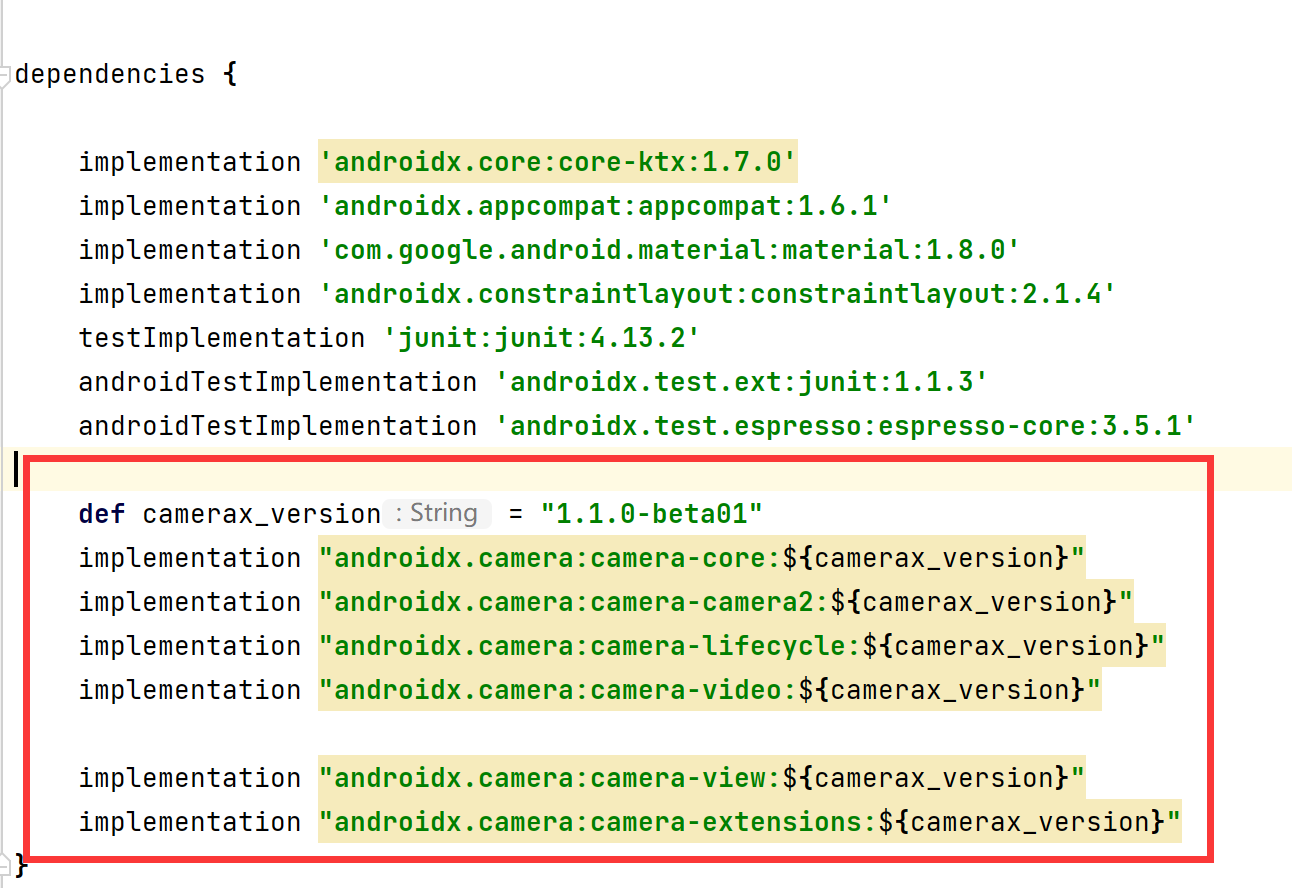 dependencies {
implementation 'androidx.core:core-ktx:1.7.0'
implementation 'androidx.appcompat:appcompat:1.6.1'
implementation 'com.google.android.material:material:1.8.0'
implementation 'androidx.constraintlayout:constraintlayout:2.1.4'
testImplementation 'junit:junit:4.13.2'
androidTestImplementation 'androidx.test.ext:junit:1.1.3'
androidTestImplementation 'androidx.test.espresso:espresso-core:3.5.1'
def camerax_version : String = "1.1.0-beta01"
implementation "androidx.camera:camera-core:${camerax_version}"
implementation "androidx.camera:camera-camera2:${camerax_version}"
implementation "androidx.camera:camera-lifecycle:${camerax_version}"
implementation "androidx.camera:camera-video:${camerax_version}"
implementation "androidx.camera:camera-view:${camerax_version}"
implementation "androidx.camera:camera-extensions:${camerax_version}"
}